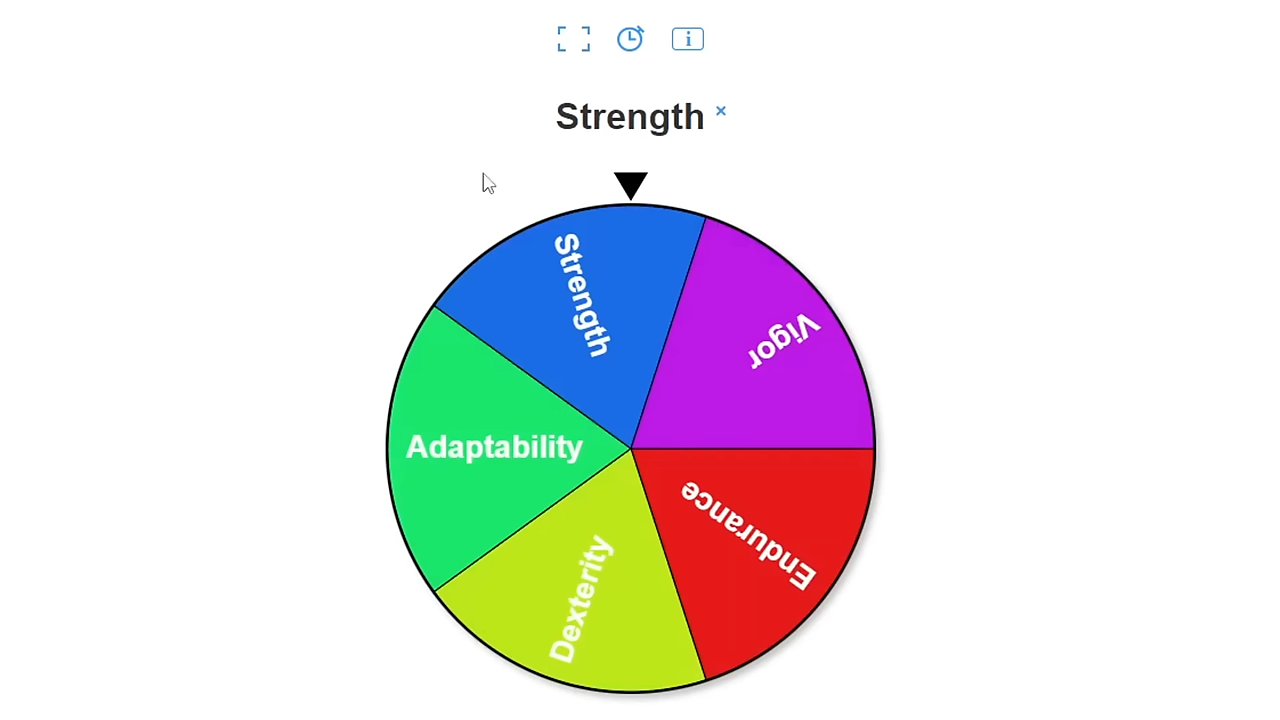 i
Strength ×
Strength
Vigor
Adaptability
Endurance
Dexterity